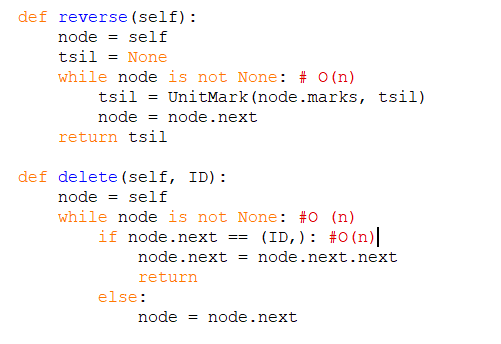 def reverse(self):
    node = self
    tsil = None
    while node is not None: # O(n)
        tsil = UnitMark(node.marks, tsil)
        node = node.next
    return tsil

def delete(self, ID):
    node = self
    while node is not None: #O (n)
        if node.next == (ID,): #O(n)
            node.next = node.next.next
            return
        else:
            node = node.next